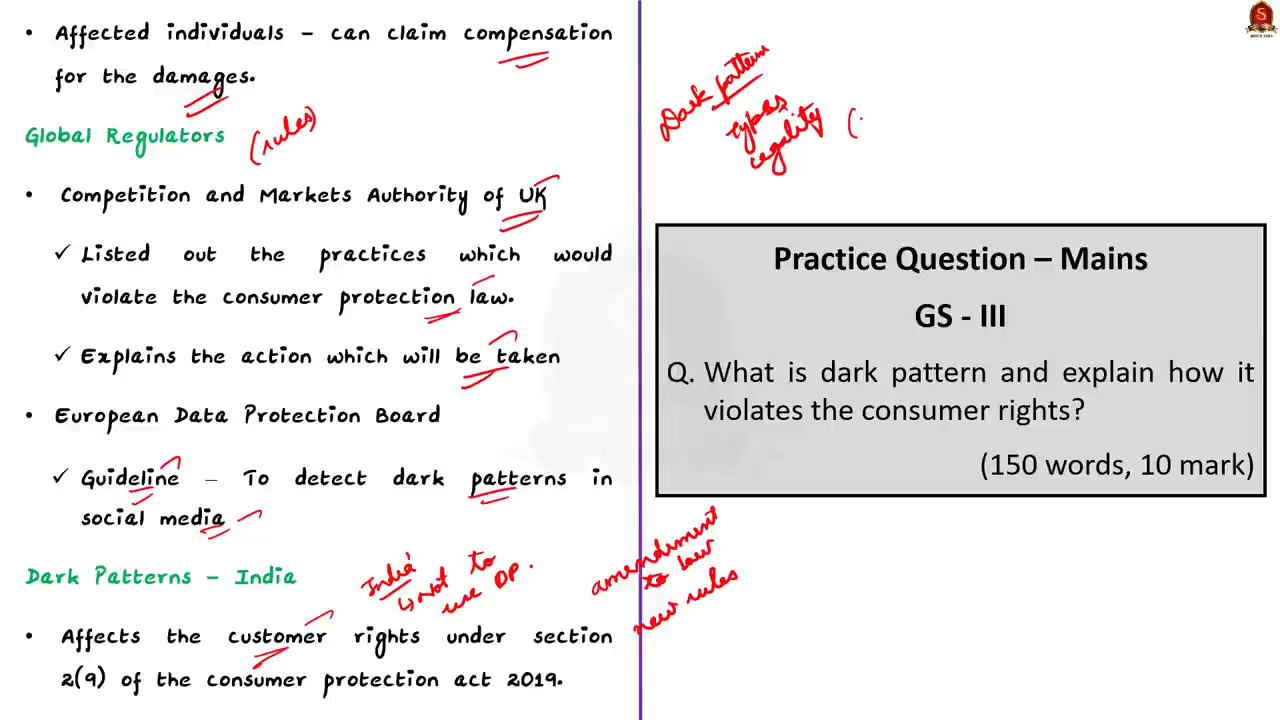 • Affected individuals – can claim compensation
for the damages.
Global Regulators (rules)
• Competition and Markets Authority of UK
✓ Listed out the practices which would
violate the consumer protection law.
✓ Explains the action which will be taken
• European Data Protection Board
✓ Guideline – To detect dark patterns in
social media
Dark Patterns – India
India
↳ Not to
use DP.
• Affects the customer rights under section
2(9) of the consumer protection act 2019.
Dark pattern
types
legality (
Practice Question – Mains
GS - III
Q. What is dark pattern and explain how it
violates the consumer rights?
(150 words, 10 mark)
amendment
to law
new rules